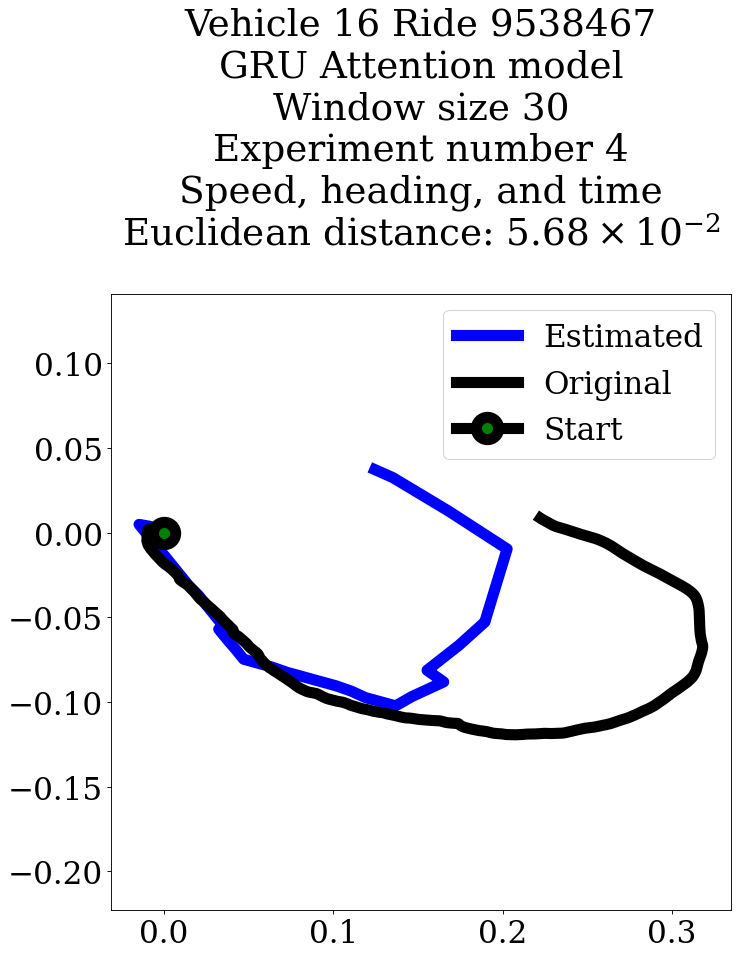 Vehicle 16 Ride 9538467
GRU Attention model
Window size 30
Experiment number 4
Speed, heading, and time
Euclidean distance: 5.68 × 10⁻²
Estimated
Original
Start
0.10
0.05
0.00
−0.05
−0.10
−0.15
−0.20
0.0 0.1 0.2 0.3